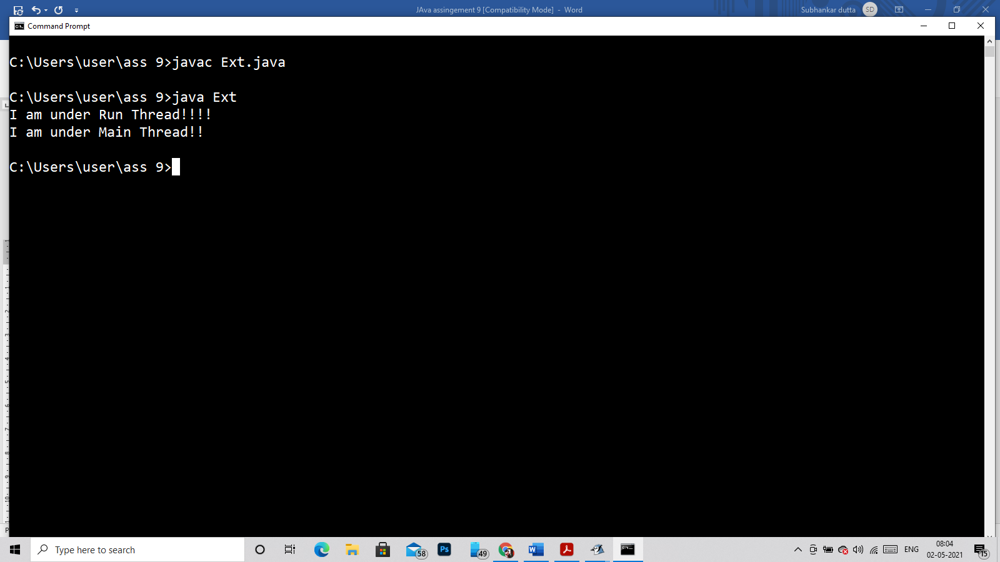 JAva assingement 9 [Compatibility Mode] - Word
Subhankar dutta SD
Command Prompt
C:\Users\user\ass 9>javac Ext.java
C:\Users\user\ass 9>java Ext
I am under Run Thread!!!!
I am under Main Thread!!
C:\Users\user\ass 9>
Type here to search
58
Ps
49
W
ENG
08:04
02-05-2021
15